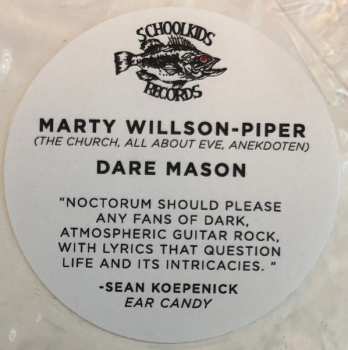 SCHOOLKIDS
RECORDS
MARTY WILLSON-PIPER
(THE CHURCH, ALL ABOUT EVE, ANEKDOTEN)
DARE MASON
"NOCTORUM SHOULD PLEASE
ANY FANS OF DARK,
ATMOSPHERIC GUITAR ROCK,
WITH LYRICS THAT QUESTION
LIFE AND ITS INTRICACIES. "
-SEAN KOEPENICK
EAR CANDY